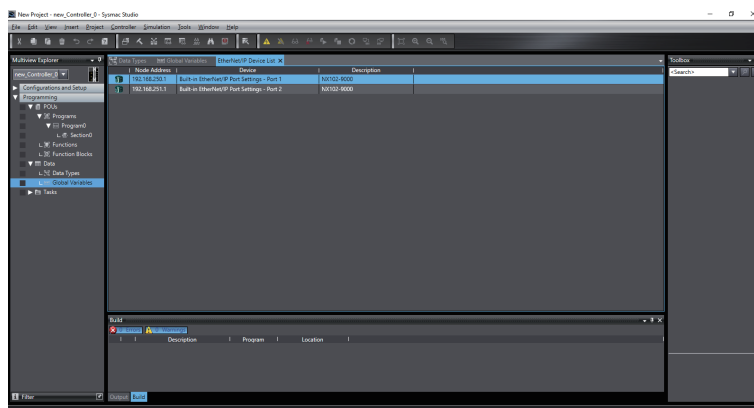 New Project - new_Controller_0 - Sysmac Studio
File Edit View Insert Project Controller Simulation Tools Window Help
Multiview Explorer
new_Controller_0
Configurations and Setup
Programming
POUs
Programs
Program0
Section0
Functions
Function Blocks
Data
Data Types
Global Variables
Tasks
Filter
Data Types Global Variables EtherNet/IP Device List
Node Address Device Description
192.168.250.1 Built-in EtherNet/IP Port Settings - Port 1 NX102-9000
192.168.251.1 Built-in EtherNet/IP Port Settings - Port 2 NX102-9000
Build
0 Errors 0 Warnings
Description Program Location
Output Build
Toolbox
<Search>